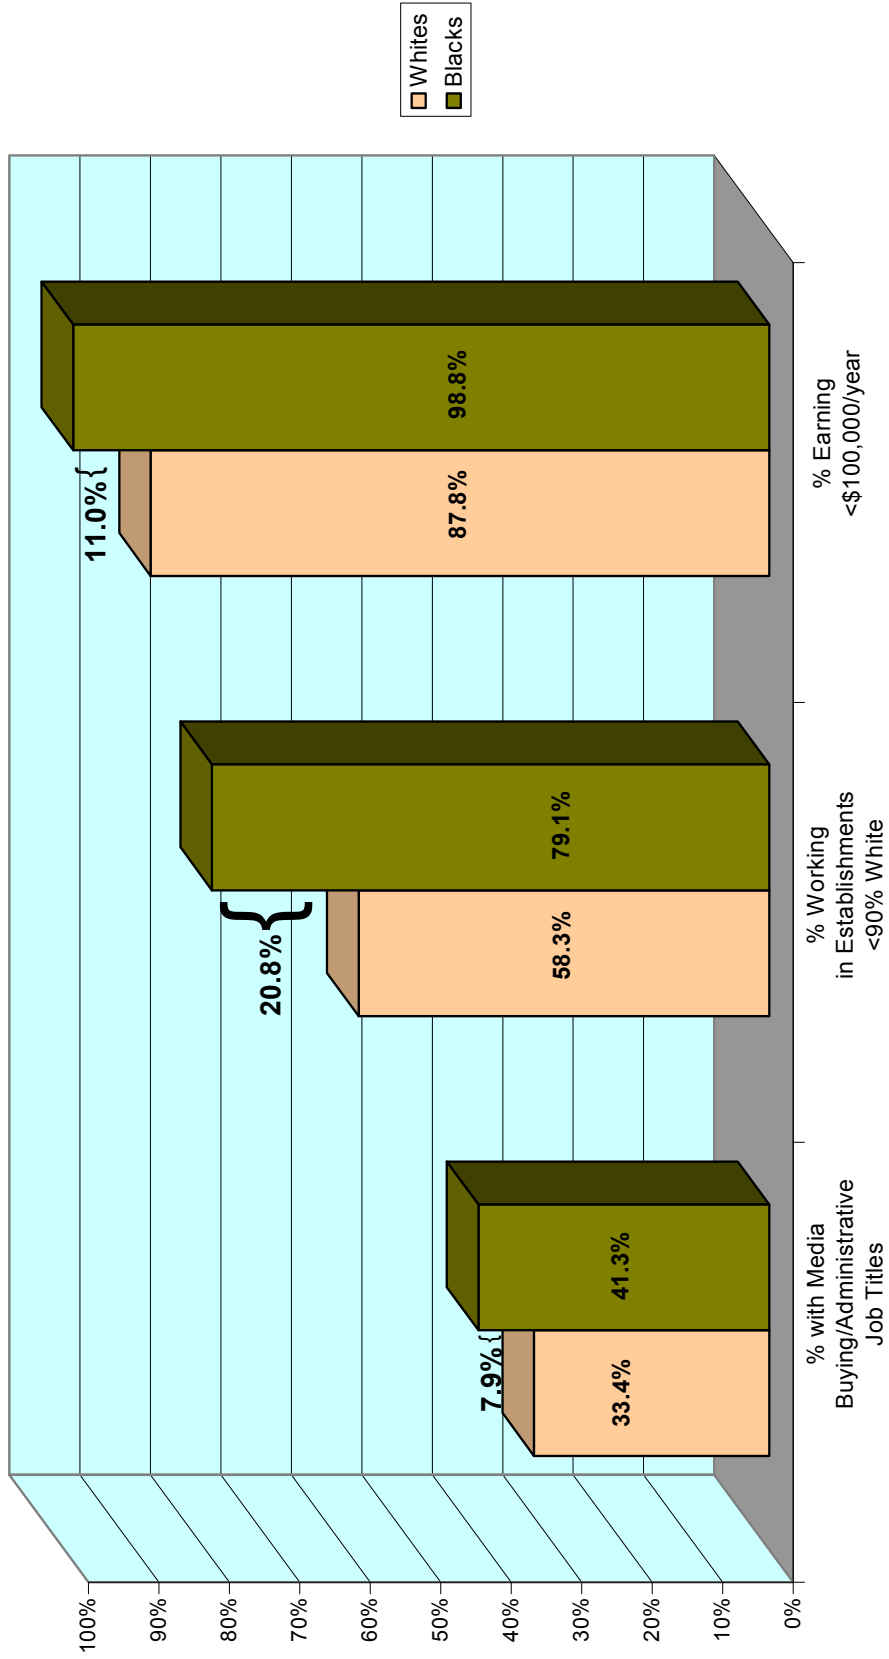 100%
90%
80%
70%
60%
50%
40%
30%
20%
10%
0%
7.9%{
33.4%
41.3%
20.8%
{
58.3%
79.1%
11.0%{
87.8%
98.8%
% with Media
Buying/Administrative
Job Titles
% Working
in Establishments
<90% White
% Earning
<$100,000/year
Whites
Blacks